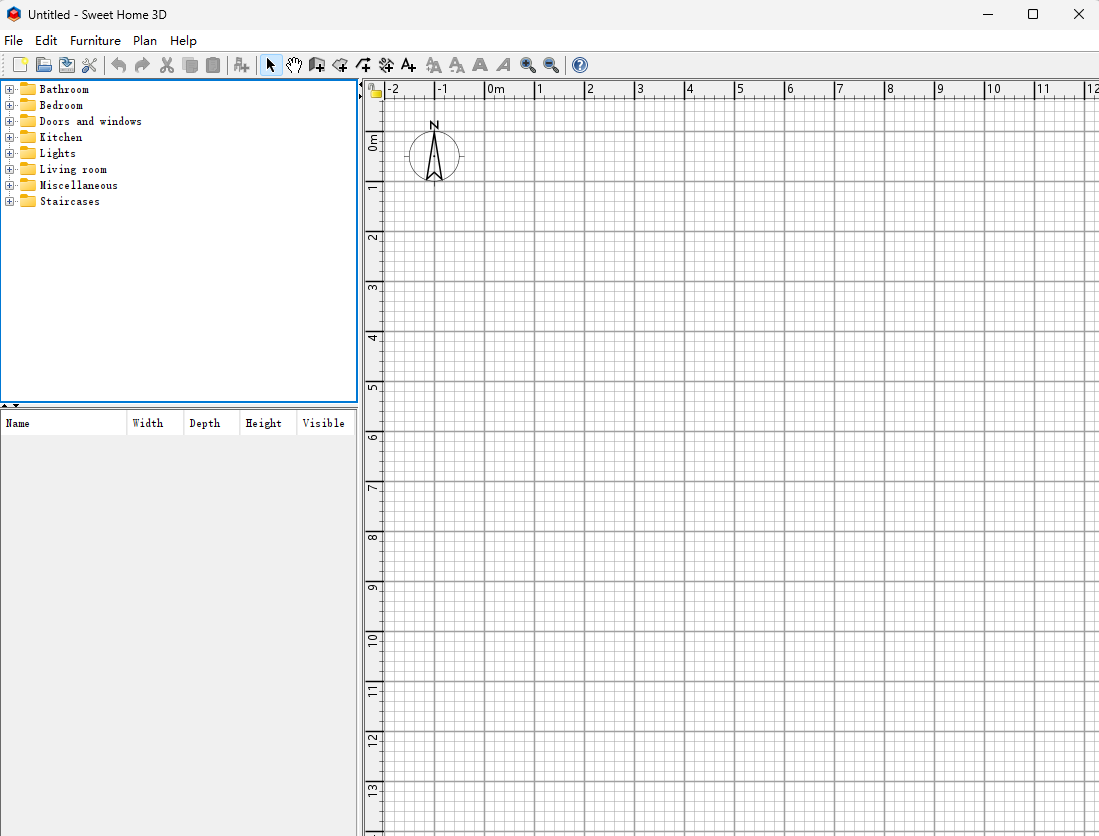 Untitled - Sweet Home 3D
File Edit Furniture Plan Help
Bathroom
Bedroom
Doors and windows
Kitchen
Lights
Living room
Miscellaneous
Staircases
Name Width Depth Height Visible
-2 -1 0m 1 2 3 4 5 6 7 8 9 10 11 12
N
0m
1
2
3
4
5
6
7
8
9
10
11
12
13